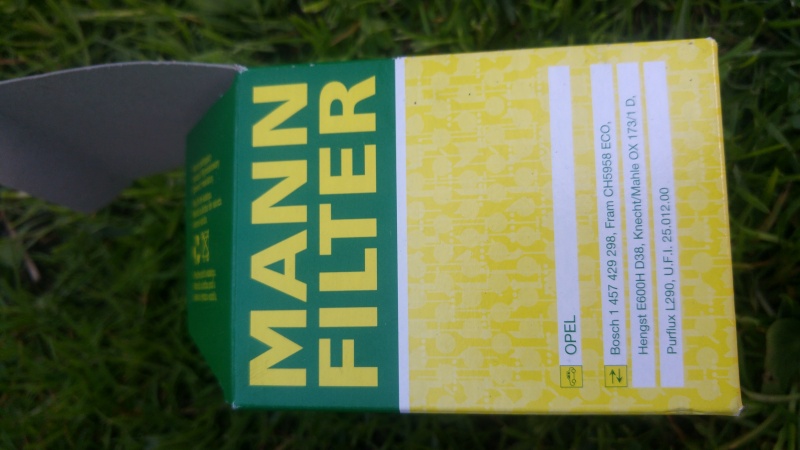 MANN
FILTER
OPEL
Bosch 1 457 429 298, Fram CH5958 ECO,
Hengst E600H D38, Knecht/Mahle OX 173/1 D,
Purflux L290, U.F.I. 25.012.00